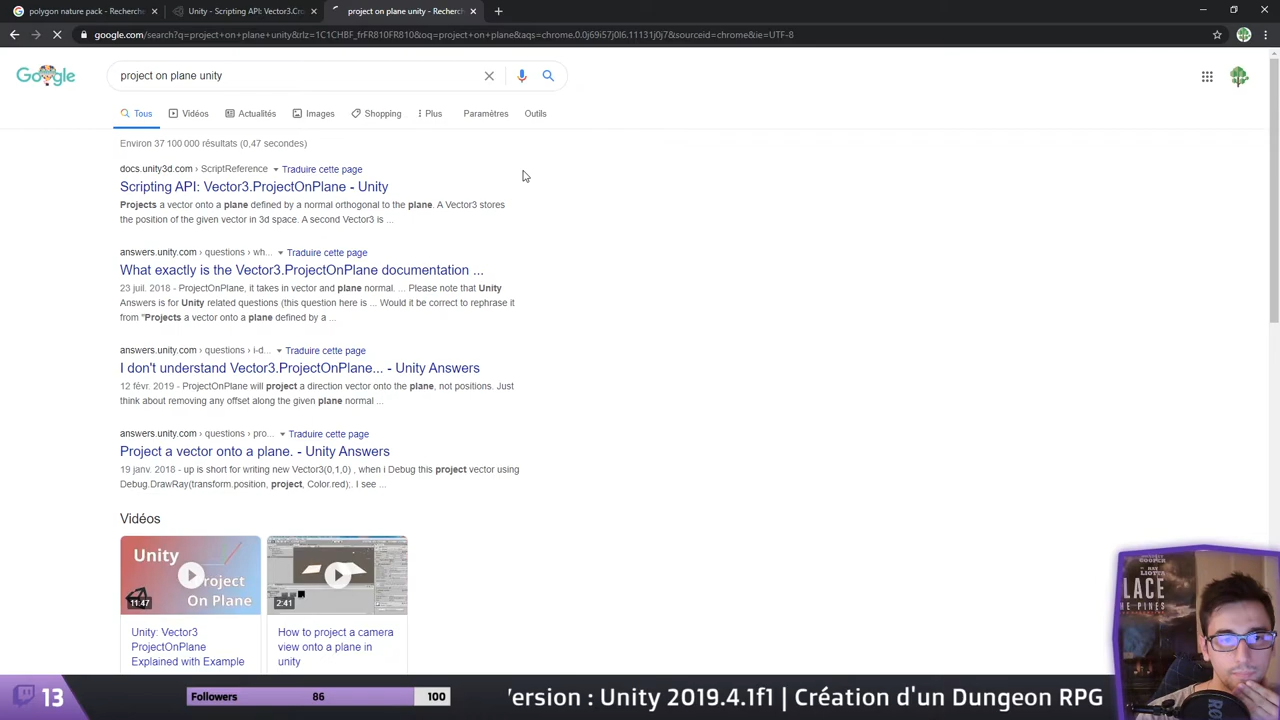 polygon nature pack - Recherche
Unity - Scripting API: Vector3.Cro
project on plane unity - Recherc
google.com/search?q=project+on+plane+unity&rlz=1C1CHBF_frFR810FR810&oq=project+on+plane&aqs=chrome.0.0j69i57j0l6.11131j0j7&sourceid=chrome&ie=UTF-8
Google
project on plane unity
Tous
Vidéos
Actualités
Images
Shopping
Plus
Paramètres
Outils
Environ 37 100 000 résultats (0,47 secondes)
docs.unity3d.com › ScriptReference Traduire cette page
Scripting API: Vector3.ProjectOnPlane - Unity
Projects a vector onto a plane defined by a normal orthogonal to the plane. A Vector3 stores
the position of the given vector in 3d space. A second Vector3 is ...
answers.unity.com › questions › wh... Traduire cette page
What exactly is the Vector3.ProjectOnPlane documentation ...
23 juil. 2018 - ProjectOnPlane, it takes in vector and plane normal. ... Please note that Unity
Answers is for Unity related questions (this question here is ... Would it be correct to rephrase it
from "Projects a vector onto a plane defined by a ...
answers.unity.com › questions › i-d... Traduire cette page
I don't understand Vector3.ProjectOnPlane... - Unity Answers
12 févr. 2019 - ProjectOnPlane will project a direction vector onto the plane, not positions. Just
think about removing any offset along the given plane normal ...
answers.unity.com › questions › pro... Traduire cette page
Project a vector onto a plane. - Unity Answers
19 janv. 2018 - up is short for writing new Vector3(0,1,0) , when i Debug this project vector using
Debug.DrawRay(transform.position, project, Color.red);. I see ...
Vidéos
Unity
Project
On Plane
11:47
2:41
Unity: Vector3
ProjectOnPlane
Explained with Example
How to project a camera
view onto a plane in
unity
COOPER
RAY
LIOTTA
LACE
HE PINES
13
Followers
86
100
ersion : Unity 2019.4.1f1 | Création d'un Dungeon RPG